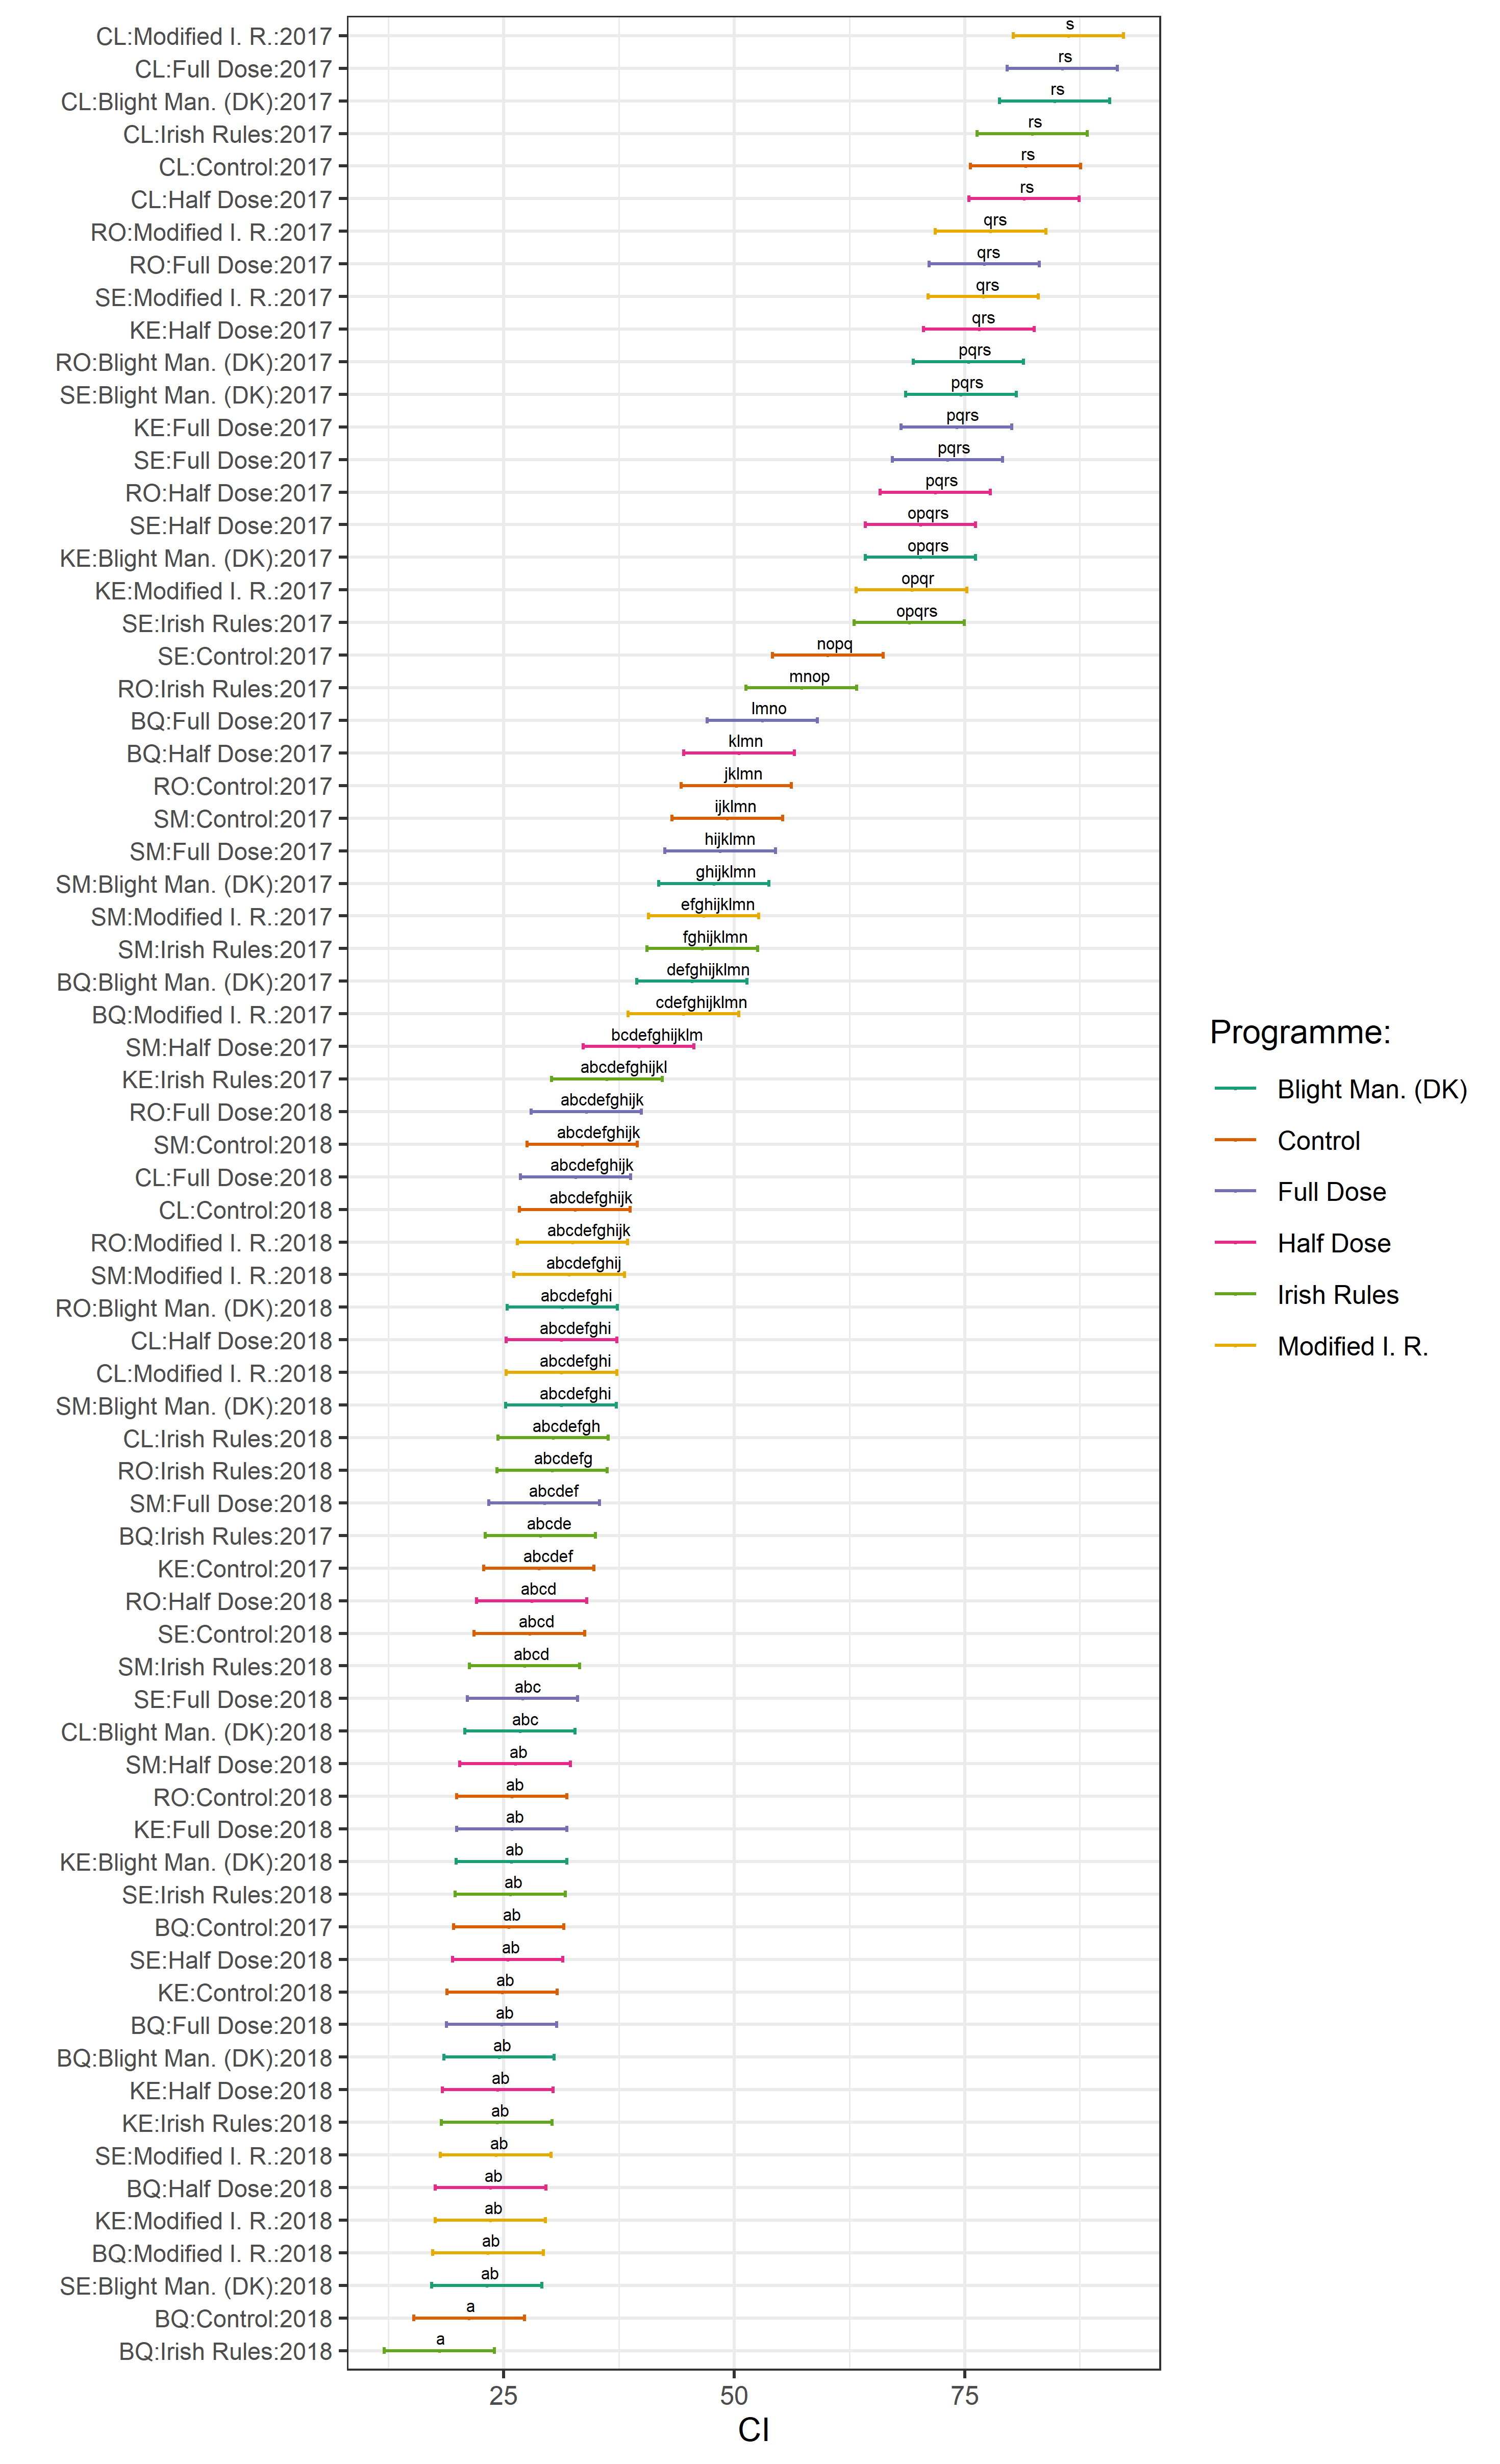 CL:Modified I. R.:2017 s
CL:Full Dose:2017 rs
CL:Blight Man. (DK):2017 rs
CL:Irish Rules:2017 rs
CL:Control:2017 rs
CL:Half Dose:2017 rs
RO:Modified I. R.:2017 qrs
RO:Full Dose:2017 qrs
SE:Modified I. R.:2017 qrs
KE:Half Dose:2017 qrs
RO:Blight Man. (DK):2017 pqrs
SE:Blight Man. (DK):2017 pqrs
KE:Full Dose:2017 pqrs
SE:Full Dose:2017 pqrs
RO:Half Dose:2017 pqrs
SE:Half Dose:2017 opqrs
KE:Blight Man. (DK):2017 opqrs
KE:Modified I. R.:2017 opqr
SE:Irish Rules:2017 opqrs
SE:Control:2017 nopq
RO:Irish Rules:2017 mnop
BQ:Full Dose:2017 lmno
BQ:Half Dose:2017 klmn
RO:Control:2017 jklmn
SM:Control:2017 ijklmn
SM:Full Dose:2017 hijklmn
SM:Blight Man. (DK):2017 ghijklmn
SM:Modified I. R.:2017 efghijklmn
SM:Irish Rules:2017 fghijklmn
BQ:Blight Man. (DK):2017 defghijklmn
BQ:Modified I. R.:2017 cdefghijklmn
SM:Half Dose:2017 bcdefghijklm
KE:Irish Rules:2017 abcdefghijkl
RO:Full Dose:2018 abcdefghijk
SM:Control:2018 abcdefghijk
CL:Full Dose:2018 abcdefghijk
CL:Control:2018 abcdefghijk
RO:Modified I. R.:2018 abcdefghijk
SM:Modified I. R.:2018 abcdefghij
RO:Blight Man. (DK):2018 abcdefghi
CL:Half Dose:2018 abcdefghi
CL:Modified I. R.:2018 abcdefghi
SM:Blight Man. (DK):2018 abcdefghi
CL:Irish Rules:2018 abcdefgh
RO:Irish Rules:2018 abcdefg
SM:Full Dose:2018 abcdef
BQ:Irish Rules:2017 abcde
KE:Control:2017 abcdef
RO:Half Dose:2018 abcd
SE:Control:2018 abcd
SM:Irish Rules:2018 abcd
SE:Full Dose:2018 abc
CL:Blight Man. (DK):2018 abc
SM:Half Dose:2018 ab
RO:Control:2018 ab
KE:Full Dose:2018 ab
KE:Blight Man. (DK):2018 ab
SE:Irish Rules:2018 ab
BQ:Control:2017 ab
SE:Half Dose:2018 ab
KE:Control:2018 ab
BQ:Full Dose:2018 ab
BQ:Blight Man. (DK):2018 ab
KE:Half Dose:2018 ab
KE:Irish Rules:2018 ab
SE:Modified I. R.:2018 ab
BQ:Half Dose:2018 ab
KE:Modified I. R.:2018 ab
BQ:Modified I. R.:2018 ab
SE:Blight Man. (DK):2018 ab
BQ:Control:2018 a
BQ:Irish Rules:2018 a
25 50 75
CI
Programme:
Blight Man. (DK)
Control
Full Dose
Half Dose
Irish Rules
Modified I. R.